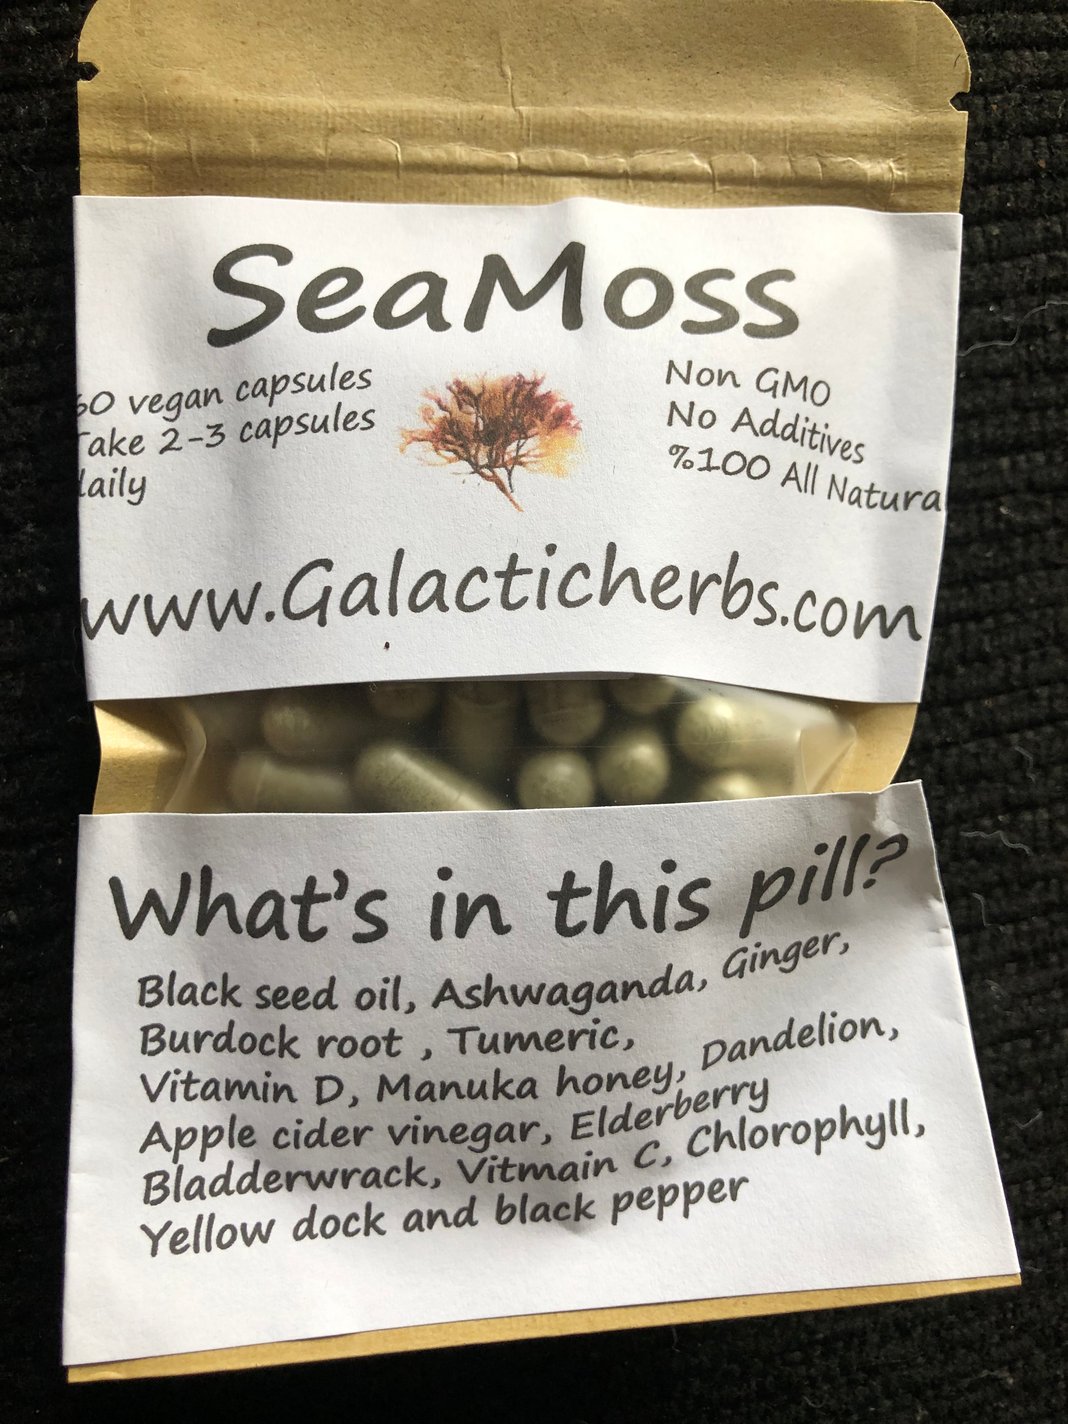 SeaMoss
60 vegan capsules
Take 2-3 capsules
daily
Non GMO
No Additives
%100 All Natura
www.Galacticherbs.com
What's in this pill?
Black seed oil, Ashwaganda, Ginger,
Burdock root , Tumeric,
Vitamin D, Manuka honey, Dandelion,
Apple cider vinegar, Elderberry
Bladderwrack, Vitmain C, Chlorophyll,
Yellow dock and black pepper